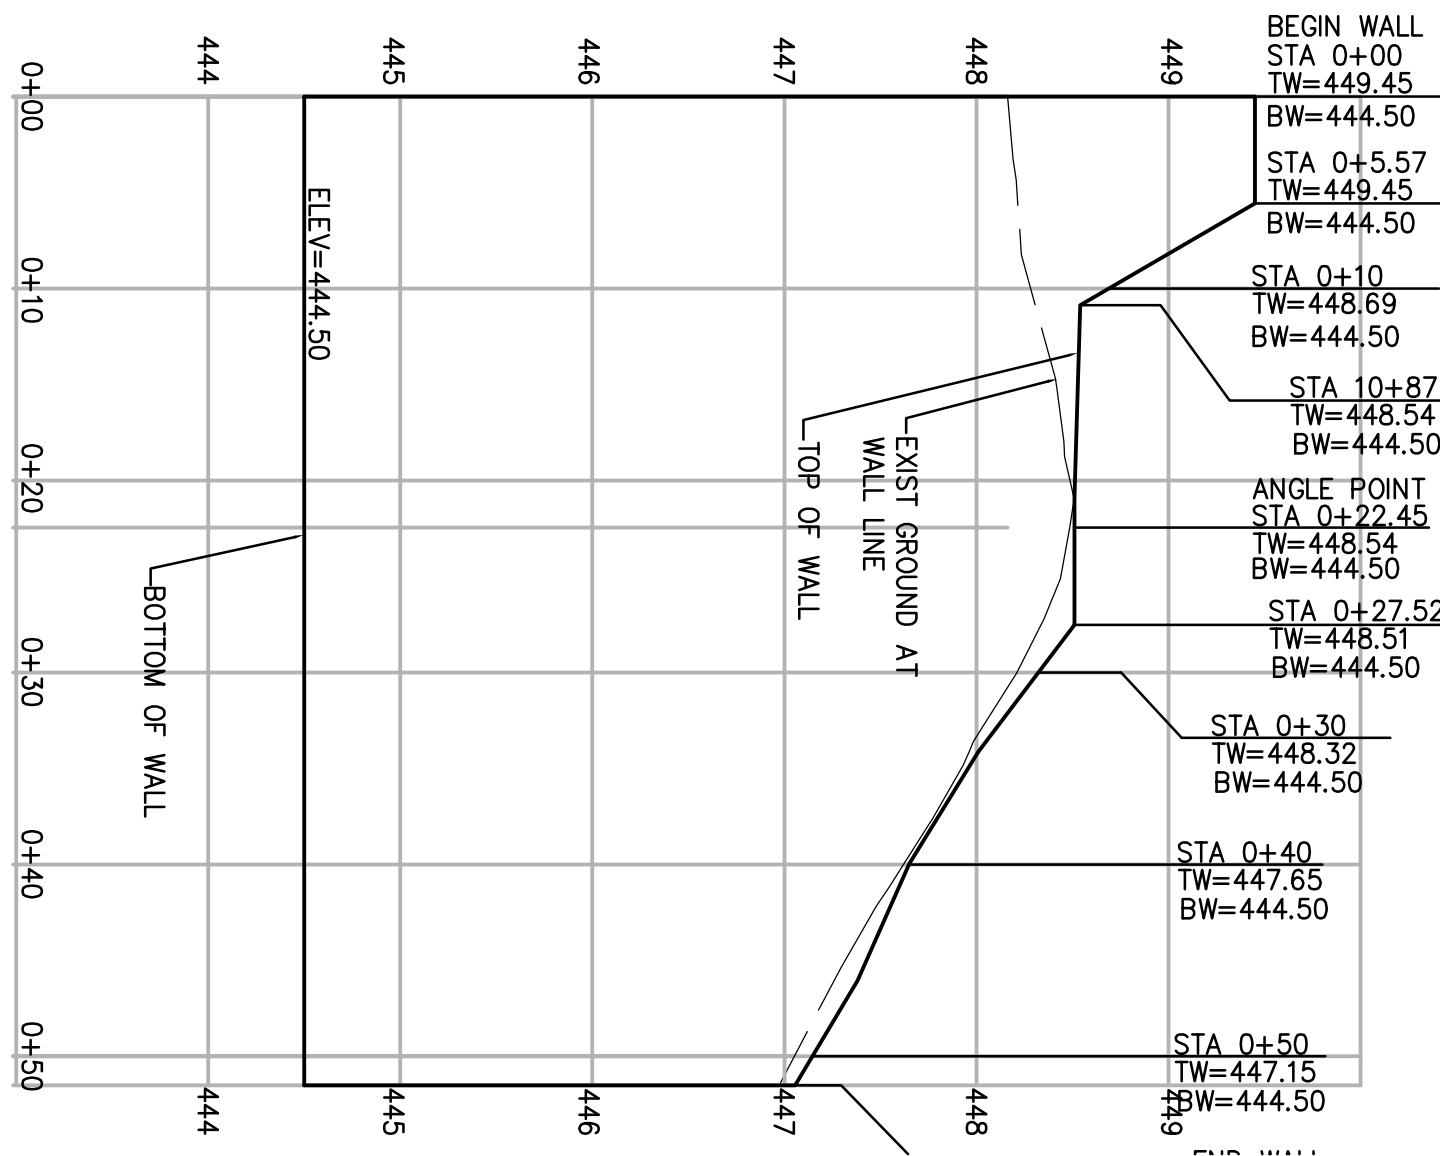 444
445
446
447
448
449
BEGIN WALL
STA 0+00
TW=449.45
BW=444.50
STA 0+5.57
TW=449.45
BW=444.50
STA 0+10
TW=448.69
BW=444.50
STA 10+87
TW=448.54
BW=444.50
ANGLE POINT
STA 0+22.45
TW=448.54
BW=444.50
STA 0+27.52
TW=448.51
BW=444.50
STA 0+30
TW=448.32
BW=444.50
STA 0+40
TW=447.65
BW=444.50
STA 0+50
TW=447.15
BW=444.50
0+00
0+10
0+20
0+30
0+40
0+50
ELEV=444.50
EXIST GROUND AT
WALL LINE
TOP OF WALL
BOTTOM OF WALL
444
445
446
447
448
449
END WALL